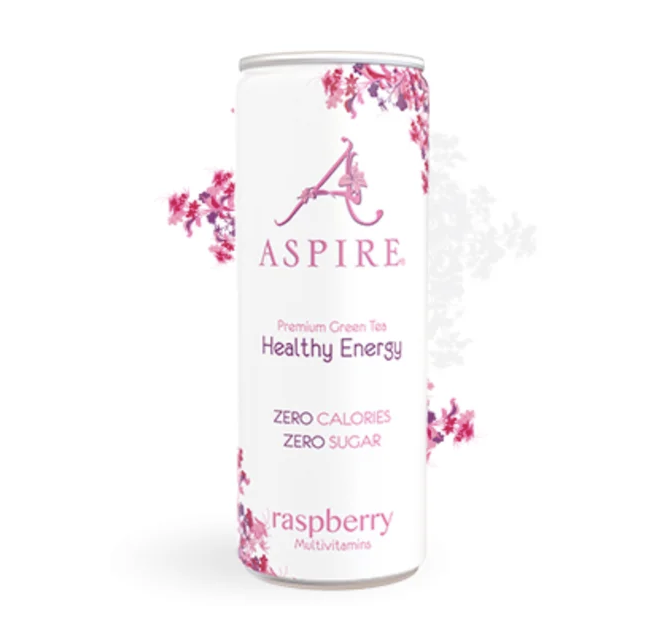 A
ASPIRE
Premium Green Tea
Healthy Energy
ZERO CALORIES
ZERO SUGAR
raspberry
Multivitamins